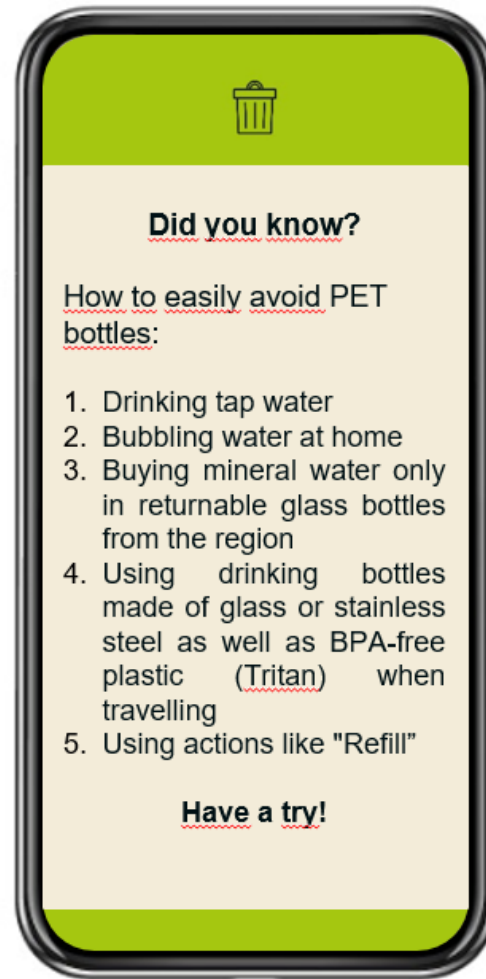 Did you know?
How to easily avoid PET
bottles:
1. Drinking tap water
2. Bubbling water at home
3. Buying mineral water only
in returnable glass bottles
from the region
4. Using drinking bottles
made of glass or stainless
steel as well as BPA-free
plastic (Tritan) when
travelling
5. Using actions like "Refill”
Have a try!